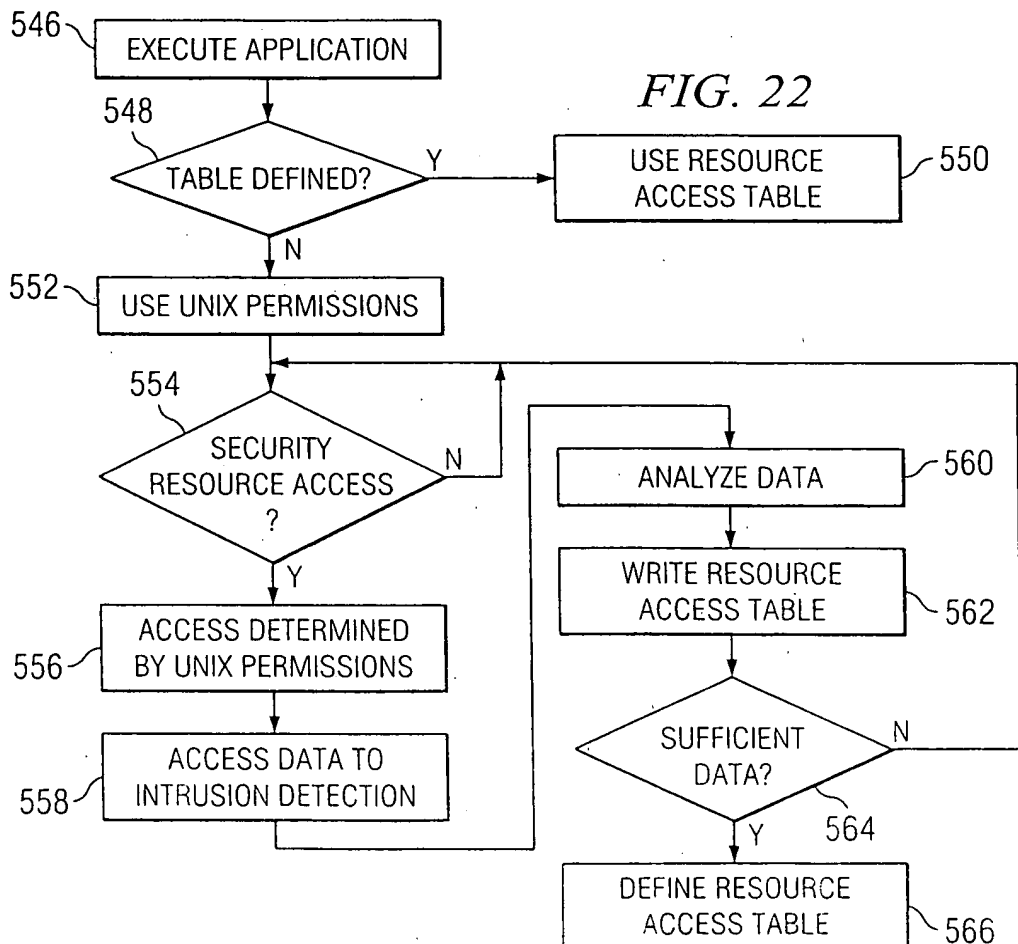 546
EXECUTE APPLICATION
FIG. 22
548
TABLE DEFINED?
Y
N
USE RESOURCE
ACCESS TABLE
550
552
USE UNIX PERMISSIONS
554
SECURITY
RESOURCE ACCESS
?
N
Y
556
ACCESS DETERMINED
BY UNIX PERMISSIONS
558
ACCESS DATA TO
INTRUSION DETECTION
ANALYZE DATA
560
WRITE RESOURCE
ACCESS TABLE
562
SUFFICIENT
DATA?
N
Y
564
DEFINE RESOURCE
ACCESS TABLE
566